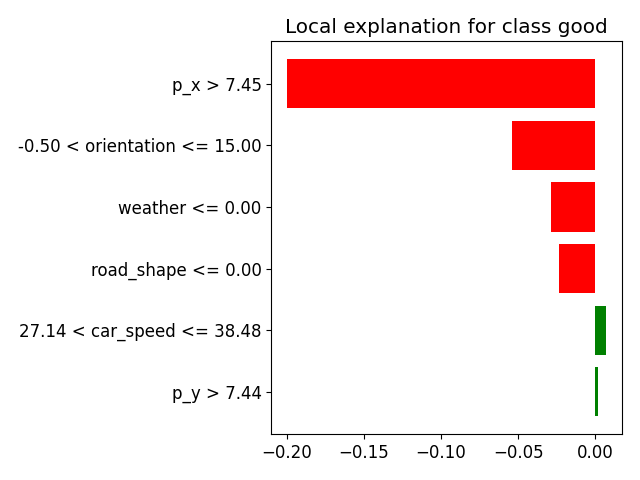 Local explanation for class good
p_x > 7.45
-0.50 < orientation <= 15.00
weather <= 0.00
road_shape <= 0.00
27.14 < car_speed <= 38.48
p_y > 7.44
−0.20 −0.15 −0.10 −0.05 0.00